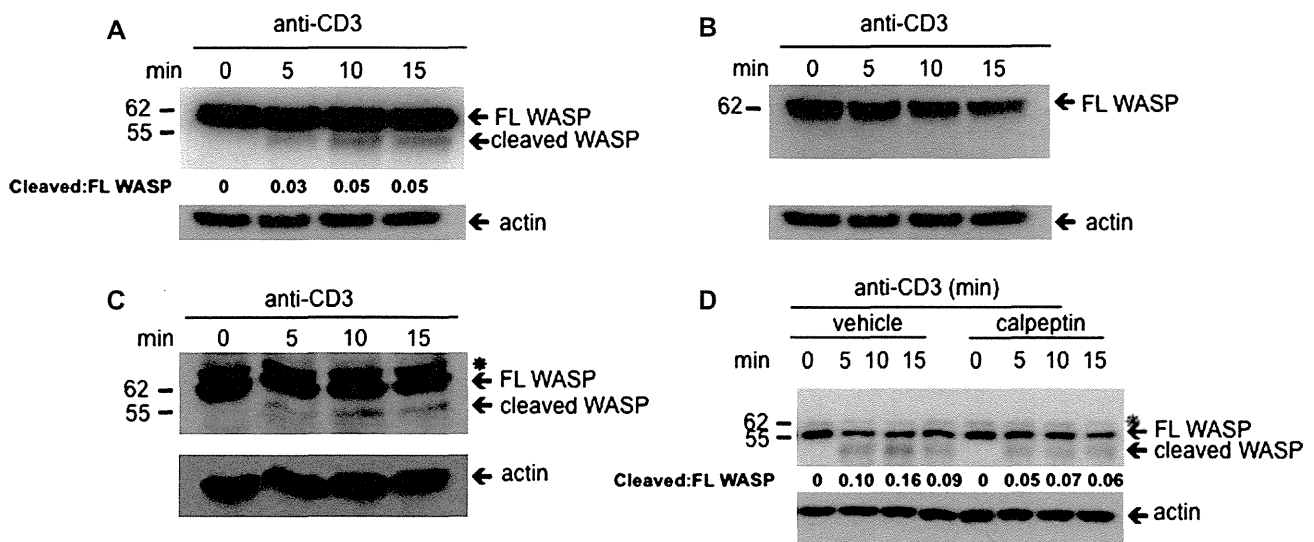 A
anti-CD3
min 0 5 10 15
62
55
← FL WASP
← cleaved WASP
Cleaved:FL WASP 0 0.03 0.05 0.05
← actin
B
anti-CD3
min 0 5 10 15
62
← FL WASP
← actin
C
anti-CD3
min 0 5 10 15
*
62
55
← FL WASP
← cleaved WASP
← actin
D
anti-CD3 (min)
vehicle calpeptin
min 0 5 10 15 0 5 10 15
62
55
*
← FL WASP
← cleaved WASP
Cleaved:FL WASP 0 0.10 0.16 0.09 0 0.05 0.07 0.06
← actin